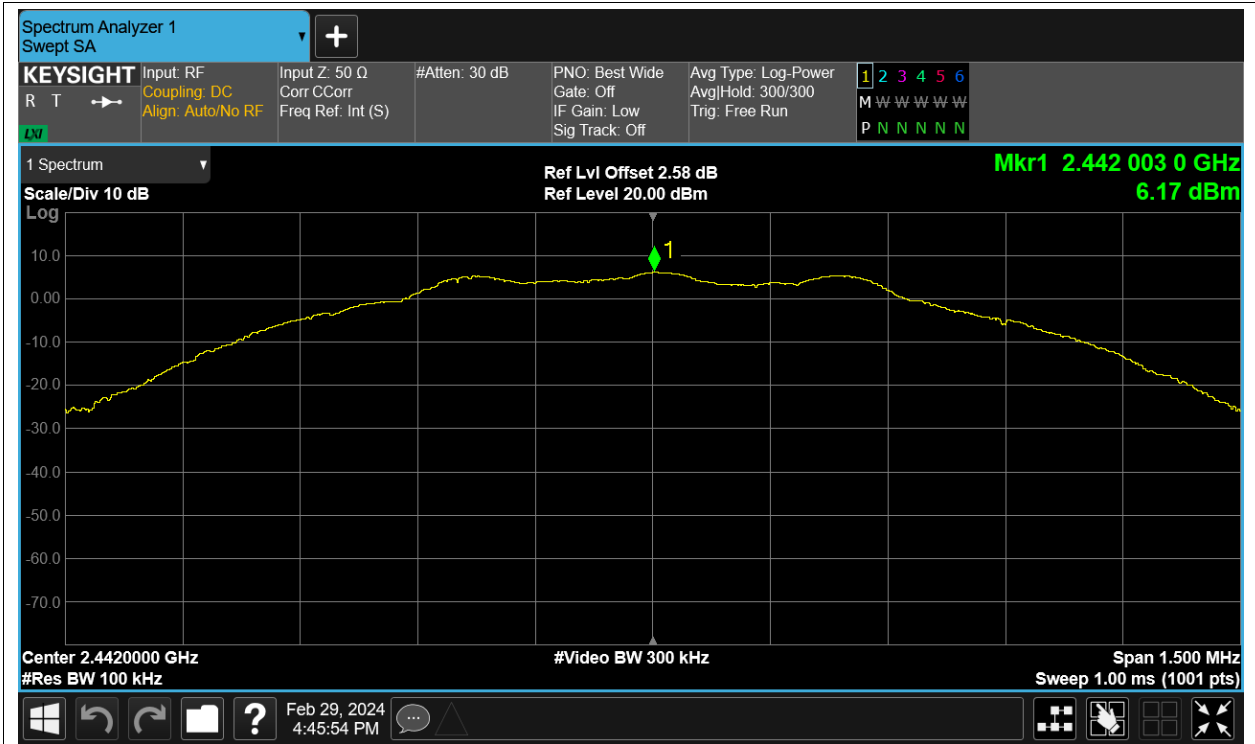 Spectrum Analyzer 1
Swept SA
KEYSIGHT
R T
LXI
Input: RF
Coupling: DC
Align: Auto/No RF
Input Z: 50 Ω
Corr CCorr
Freq Ref: Int (S)
#Atten: 30 dB
PNO: Best Wide
Gate: Off
IF Gain: Low
Sig Track: Off
Avg Type: Log-Power
Avg|Hold: 300/300
Trig: Free Run
1 2 3 4 5 6
M W W W W W
P N N N N N
1 Spectrum
Scale/Div 10 dB
Log
Ref Lvl Offset 2.58 dB
Ref Level 20.00 dBm
Mkr1 2.442 003 0 GHz
6.17 dBm
1
10.0
0.00
-10.0
-20.0
-30.0
-40.0
-50.0
-60.0
-70.0
Center 2.4420000 GHz
#Res BW 100 kHz
#Video BW 300 kHz
Span 1.500 MHz
Sweep 1.00 ms (1001 pts)
?
Feb 29, 2024
4:45:54 PM